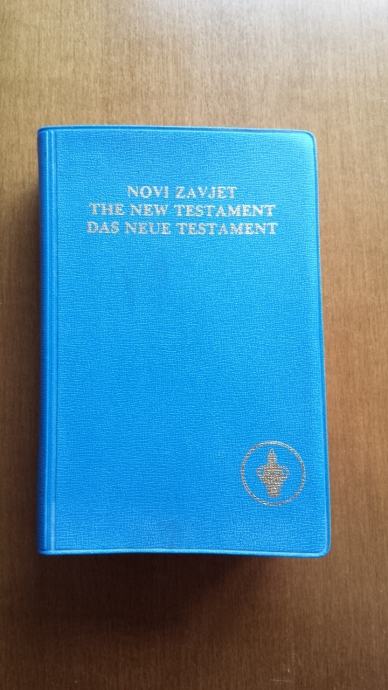 NOVI ZAVJET
THE NEW TESTAMENT
DAS NEUE TESTAMENT